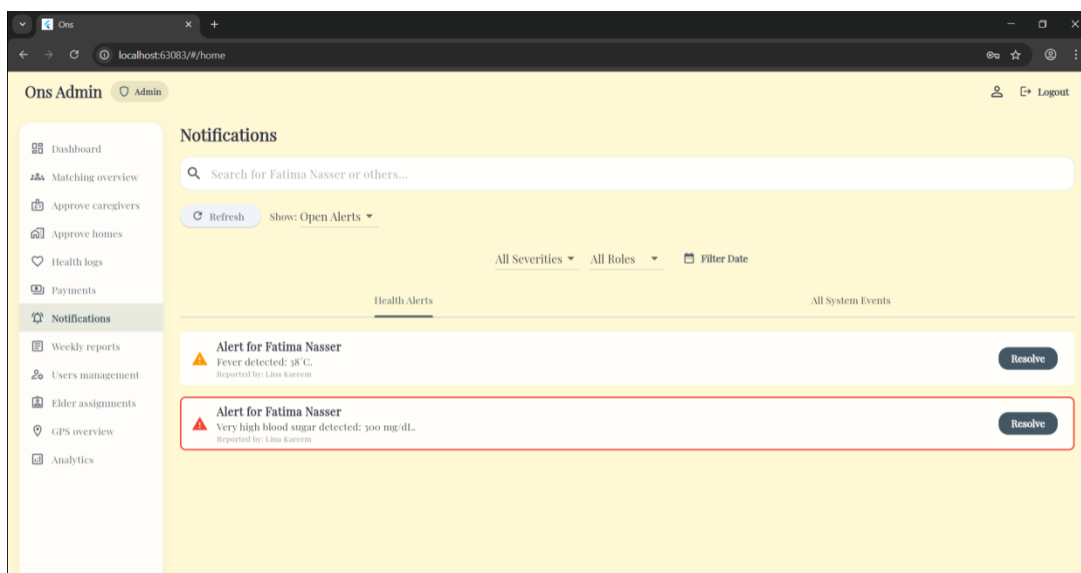 Ons
localhost:63083/#/home
Ons Admin Admin Logout
Dashboard
Matching overview
Approve caregivers
Approve homes
Health logs
Payments
Notifications
Weekly reports
Users management
Elder assignments
GPS overview
Analytics
Notifications
Search for Fatima Nasser or others...
Refresh Show: Open Alerts
All Severities All Roles Filter Date
Health Alerts All System Events
Alert for Fatima Nasser
Fever detected: 38°C.
Reported by: Lina Kareem
Resolve
Alert for Fatima Nasser
Very high blood sugar detected: 300 mg/dL.
Reported by: Lina Kareem
Resolve